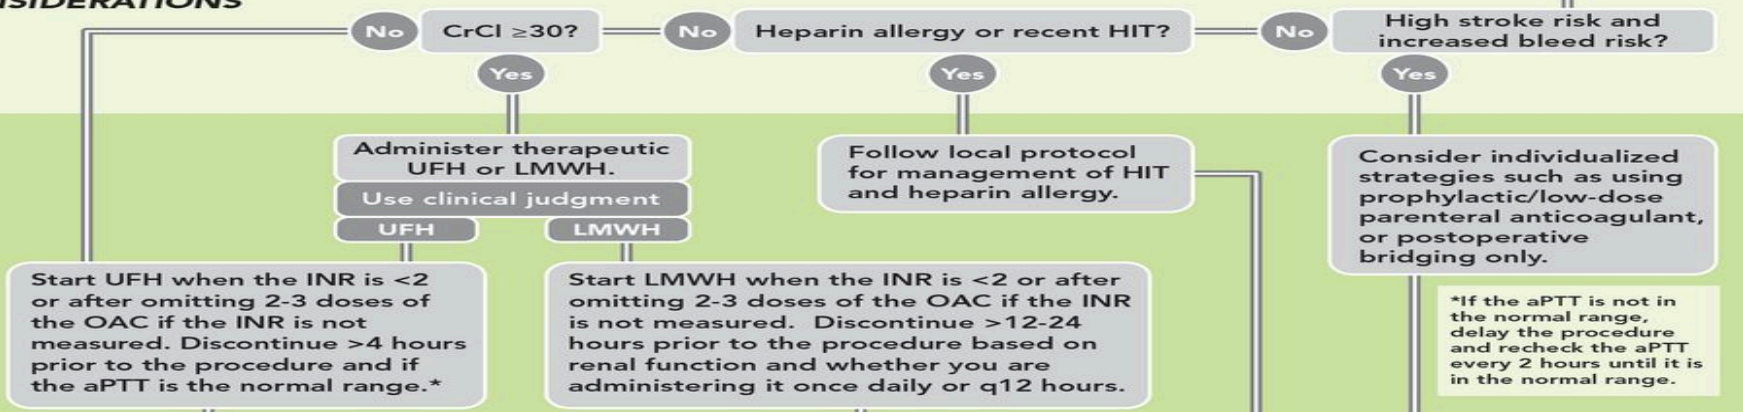 No
CrCl ≥30?
No
Heparin allergy or recent HIT?
No
High stroke risk and
increased bleed risk?
Yes
Yes
Yes
Administer therapeutic
UFH or LMWH.
Use clinical judgment
UFH
LMWH
Follow local protocol
for management of HIT
and heparin allergy.
Consider individualized
strategies such as using
prophylactic/low-dose
parenteral anticoagulant,
or postoperative
bridging only.
Start UFH when the INR is <2
or after omitting 2-3 doses of
the OAC if the INR is not
measured. Discontinue >4 hours
prior to the procedure and if
the aPTT is the normal range.*
Start LMWH when the INR is <2 or after
omitting 2-3 doses of the OAC if the INR
is not measured.  Discontinue >12-24
hours prior to the procedure based on
renal function and whether you are
administering it once daily or q12 hours.
*If the aPTT is not in
the normal range,
delay the procedure
and recheck the aPTT
every 2 hours until it is
in the normal range.